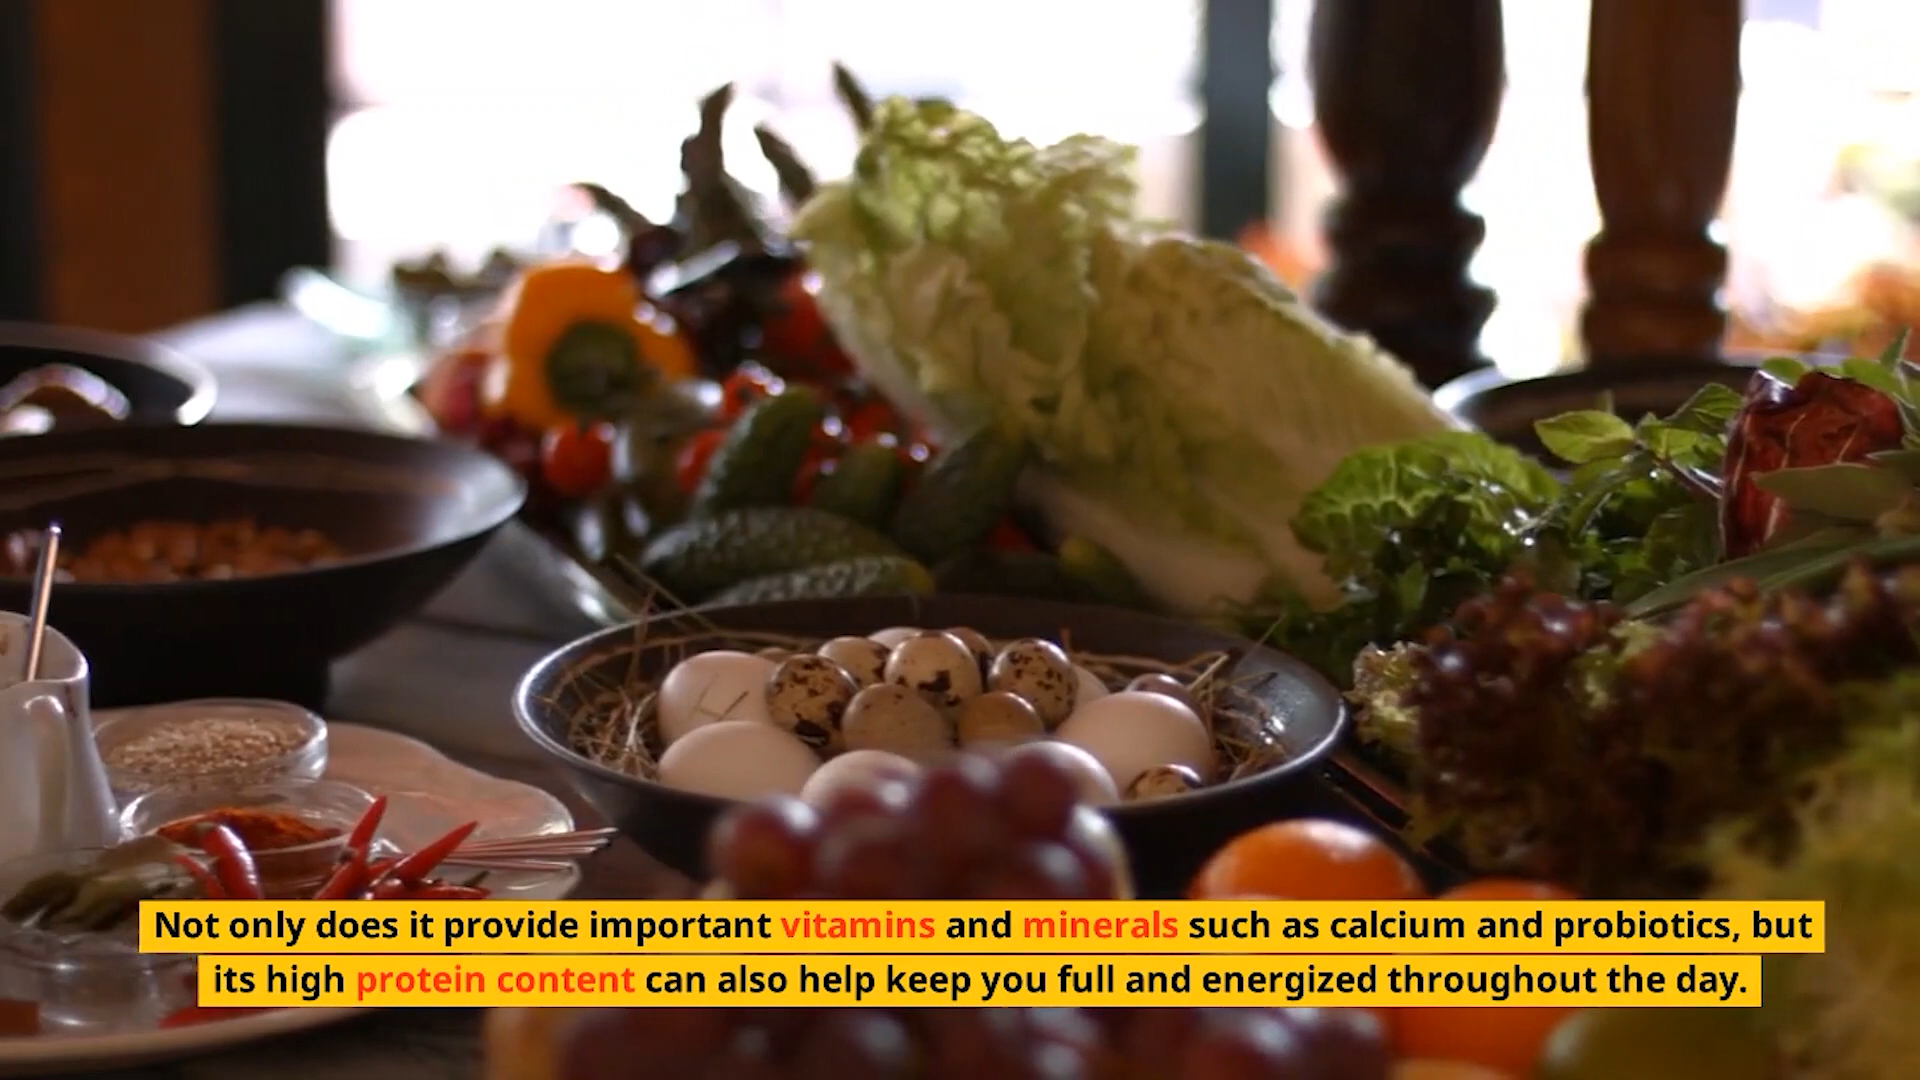 Not only does it provide important vitamins and minerals such as calcium and probiotics, but
its high protein content can also help keep you full and energized throughout the day.